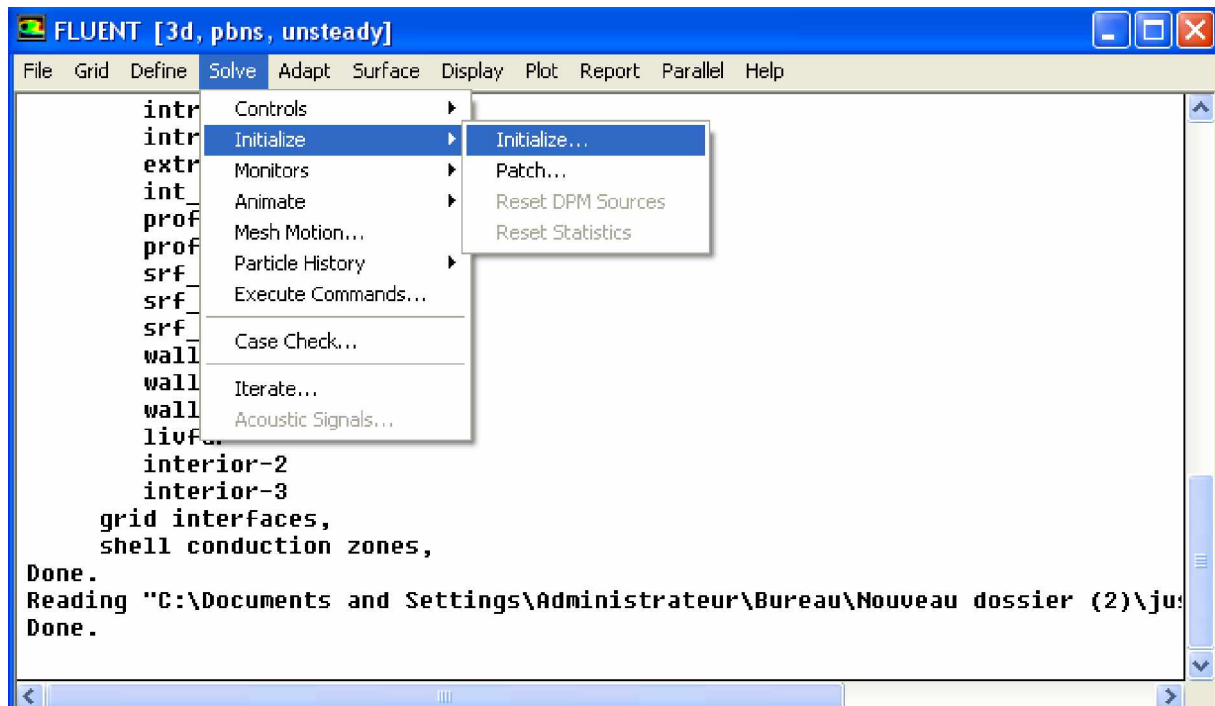 FLUENT [3d, pbns, unsteady]
File Grid Define Solve Adapt Surface Display Plot Report Parallel Help
intr
intr
extr
int_
prof
prof
srf_
srf_
srf_
wall
wall
wall
livfur
interior-2
interior-3
grid interfaces,
shell conduction zones,
Done.
Reading "C:\Documents and Settings\Administrateur\Bureau\Nouveau dossier (2)\jus
Done.
Controls
Initialize
Monitors
Animate
Mesh Motion...
Particle History
Execute Commands...
Case Check...
Iterate...
Acoustic Signals...
Initialize...
Patch...
Reset DPM Sources
Reset Statistics